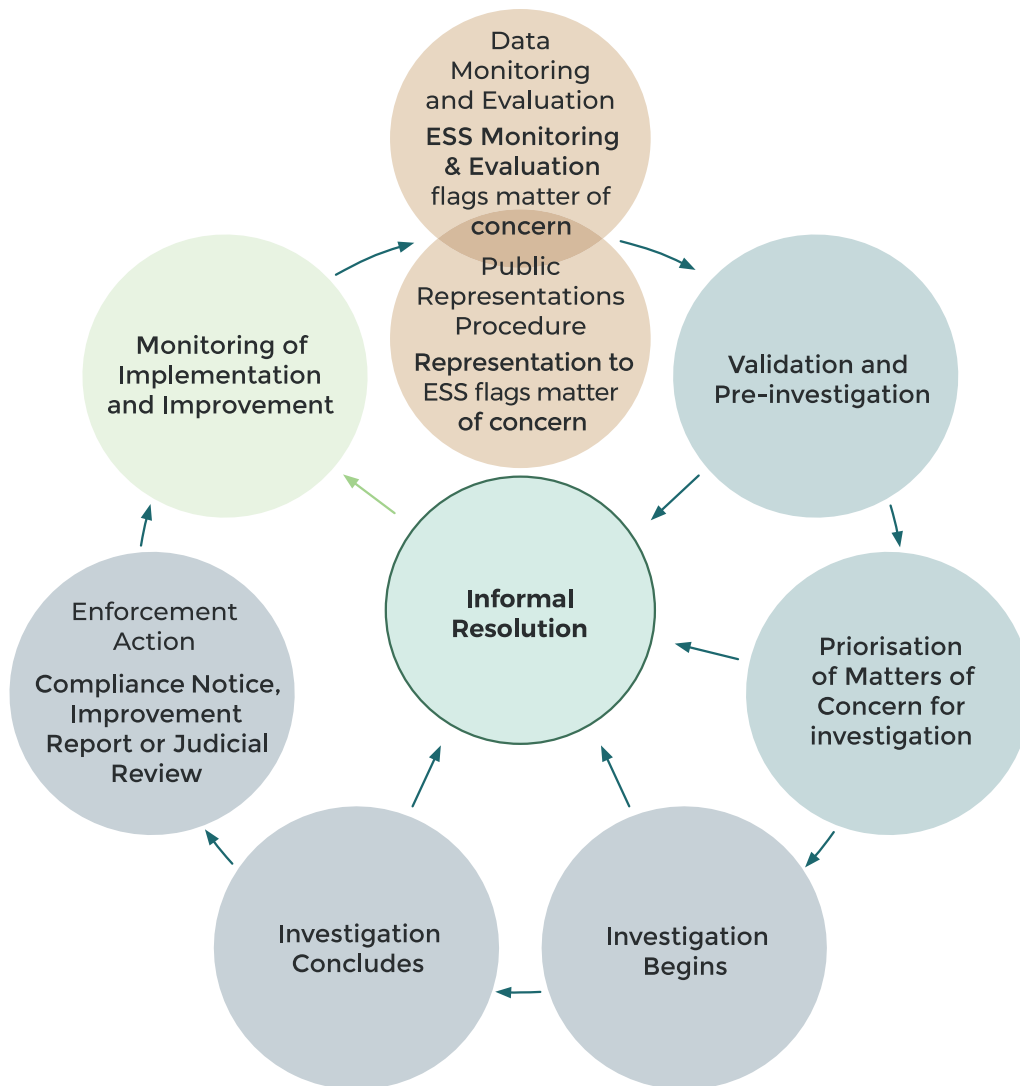 Data
Monitoring
and Evaluation
ESS Monitoring
& Evaluation
flags matter of
concern
Public
Representations
Procedure
Representation to
ESS flags matter
of concern
Validation and
Pre-investigation
Priorisation
of Matters of
Concern for
investigation
Investigation
Begins
Investigation
Concludes
Enforcement
Action
Compliance Notice,
Improvement
Report or Judicial
Review
Monitoring of
Implementation
and Improvement
Informal
Resolution